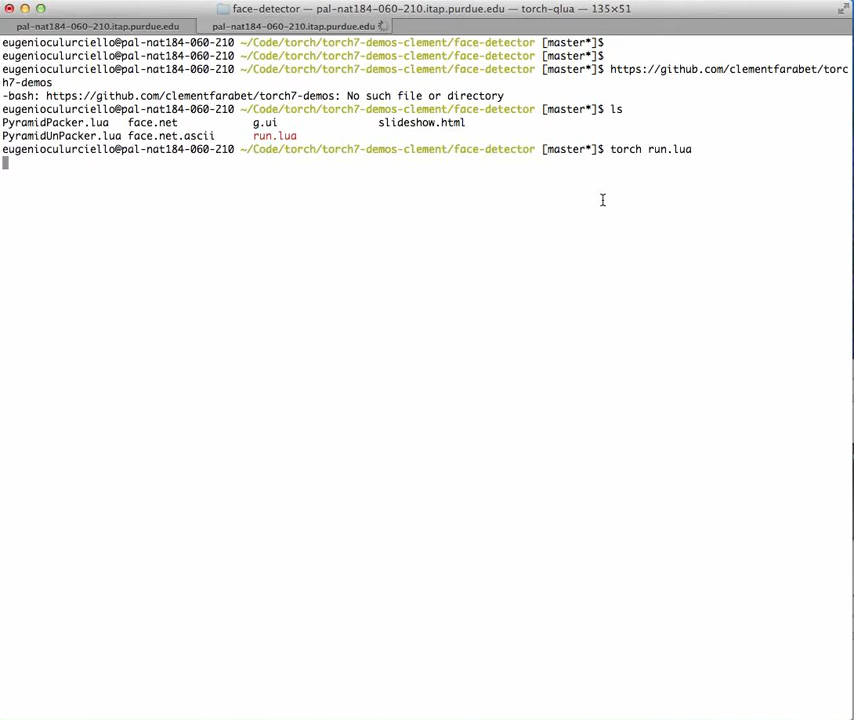 face-detector — pal-nat184-060-210.itap.purdue.edu — torch-qlua — 135×51
pal-nat184-060-210.itap.purdue.edu pal-nat184-060-210.itap.purdue.edu
eugenioculurciello@pal-nat184-060-210 ~/Code/torch/torch7-demos-clement/face-detector [master*]$
eugenioculurciello@pal-nat184-060-210 ~/Code/torch/torch7-demos-clement/face-detector [master*]$
eugenioculurciello@pal-nat184-060-210 ~/Code/torch/torch7-demos-clement/face-detector [master*]$ https://github.com/clementfarabet/torc
h7-demos
-bash: https://github.com/clementfarabet/torch7-demos: No such file or directory
eugenioculurciello@pal-nat184-060-210 ~/Code/torch/torch7-demos-clement/face-detector [master*]$ ls
PyramidPacker.lua face.net g.ui slideshow.html
PyramidUnPacker.lua face.net.ascii run.lua
eugenioculurciello@pal-nat184-060-210 ~/Code/torch/torch7-demos-clement/face-detector [master*]$ torch run.lua